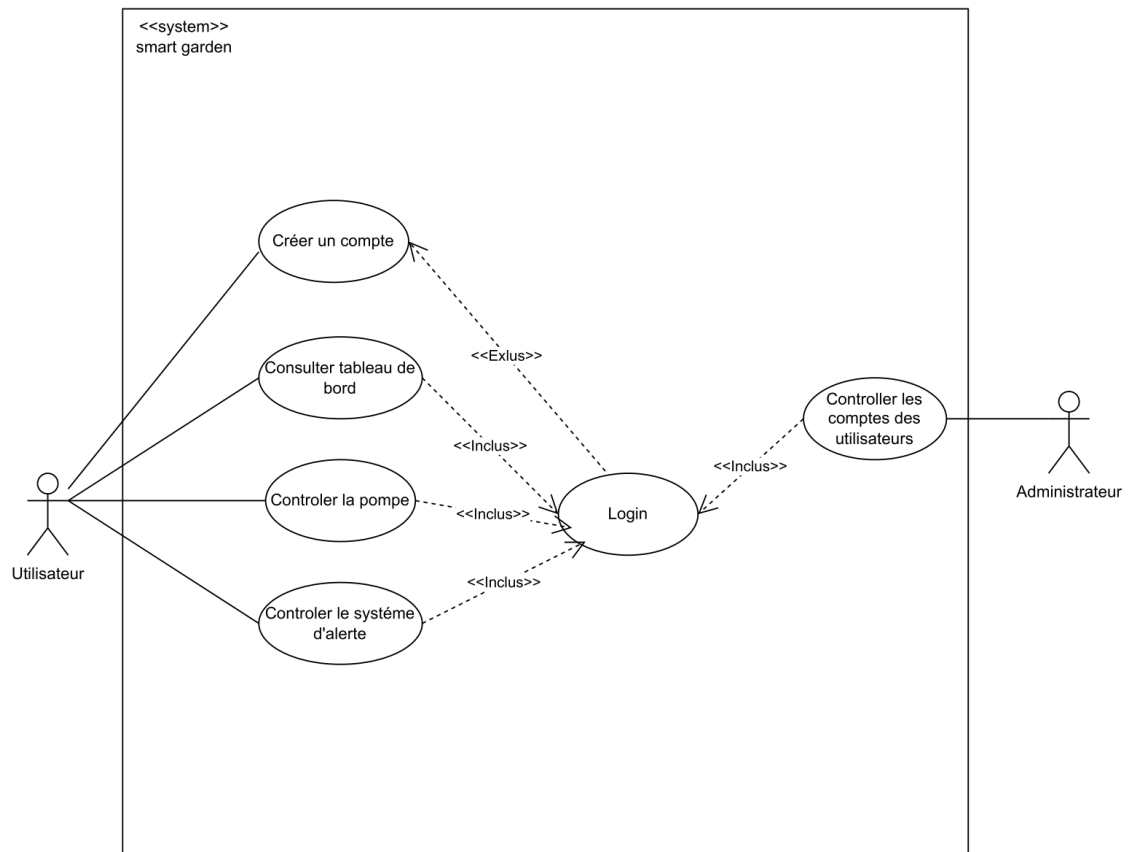 <<system>>
smart garden
Créer un compte
<<Exlus>>
Consulter tableau de
bord
<<Inclus>>
Controller les
comptes des
utilisateurs
<<Inclus>>
Administrateur
Controler la pompe
<<Inclus>>
Login
Utilisateur
<<Inclus>>
Controler le systéme
d'alerte